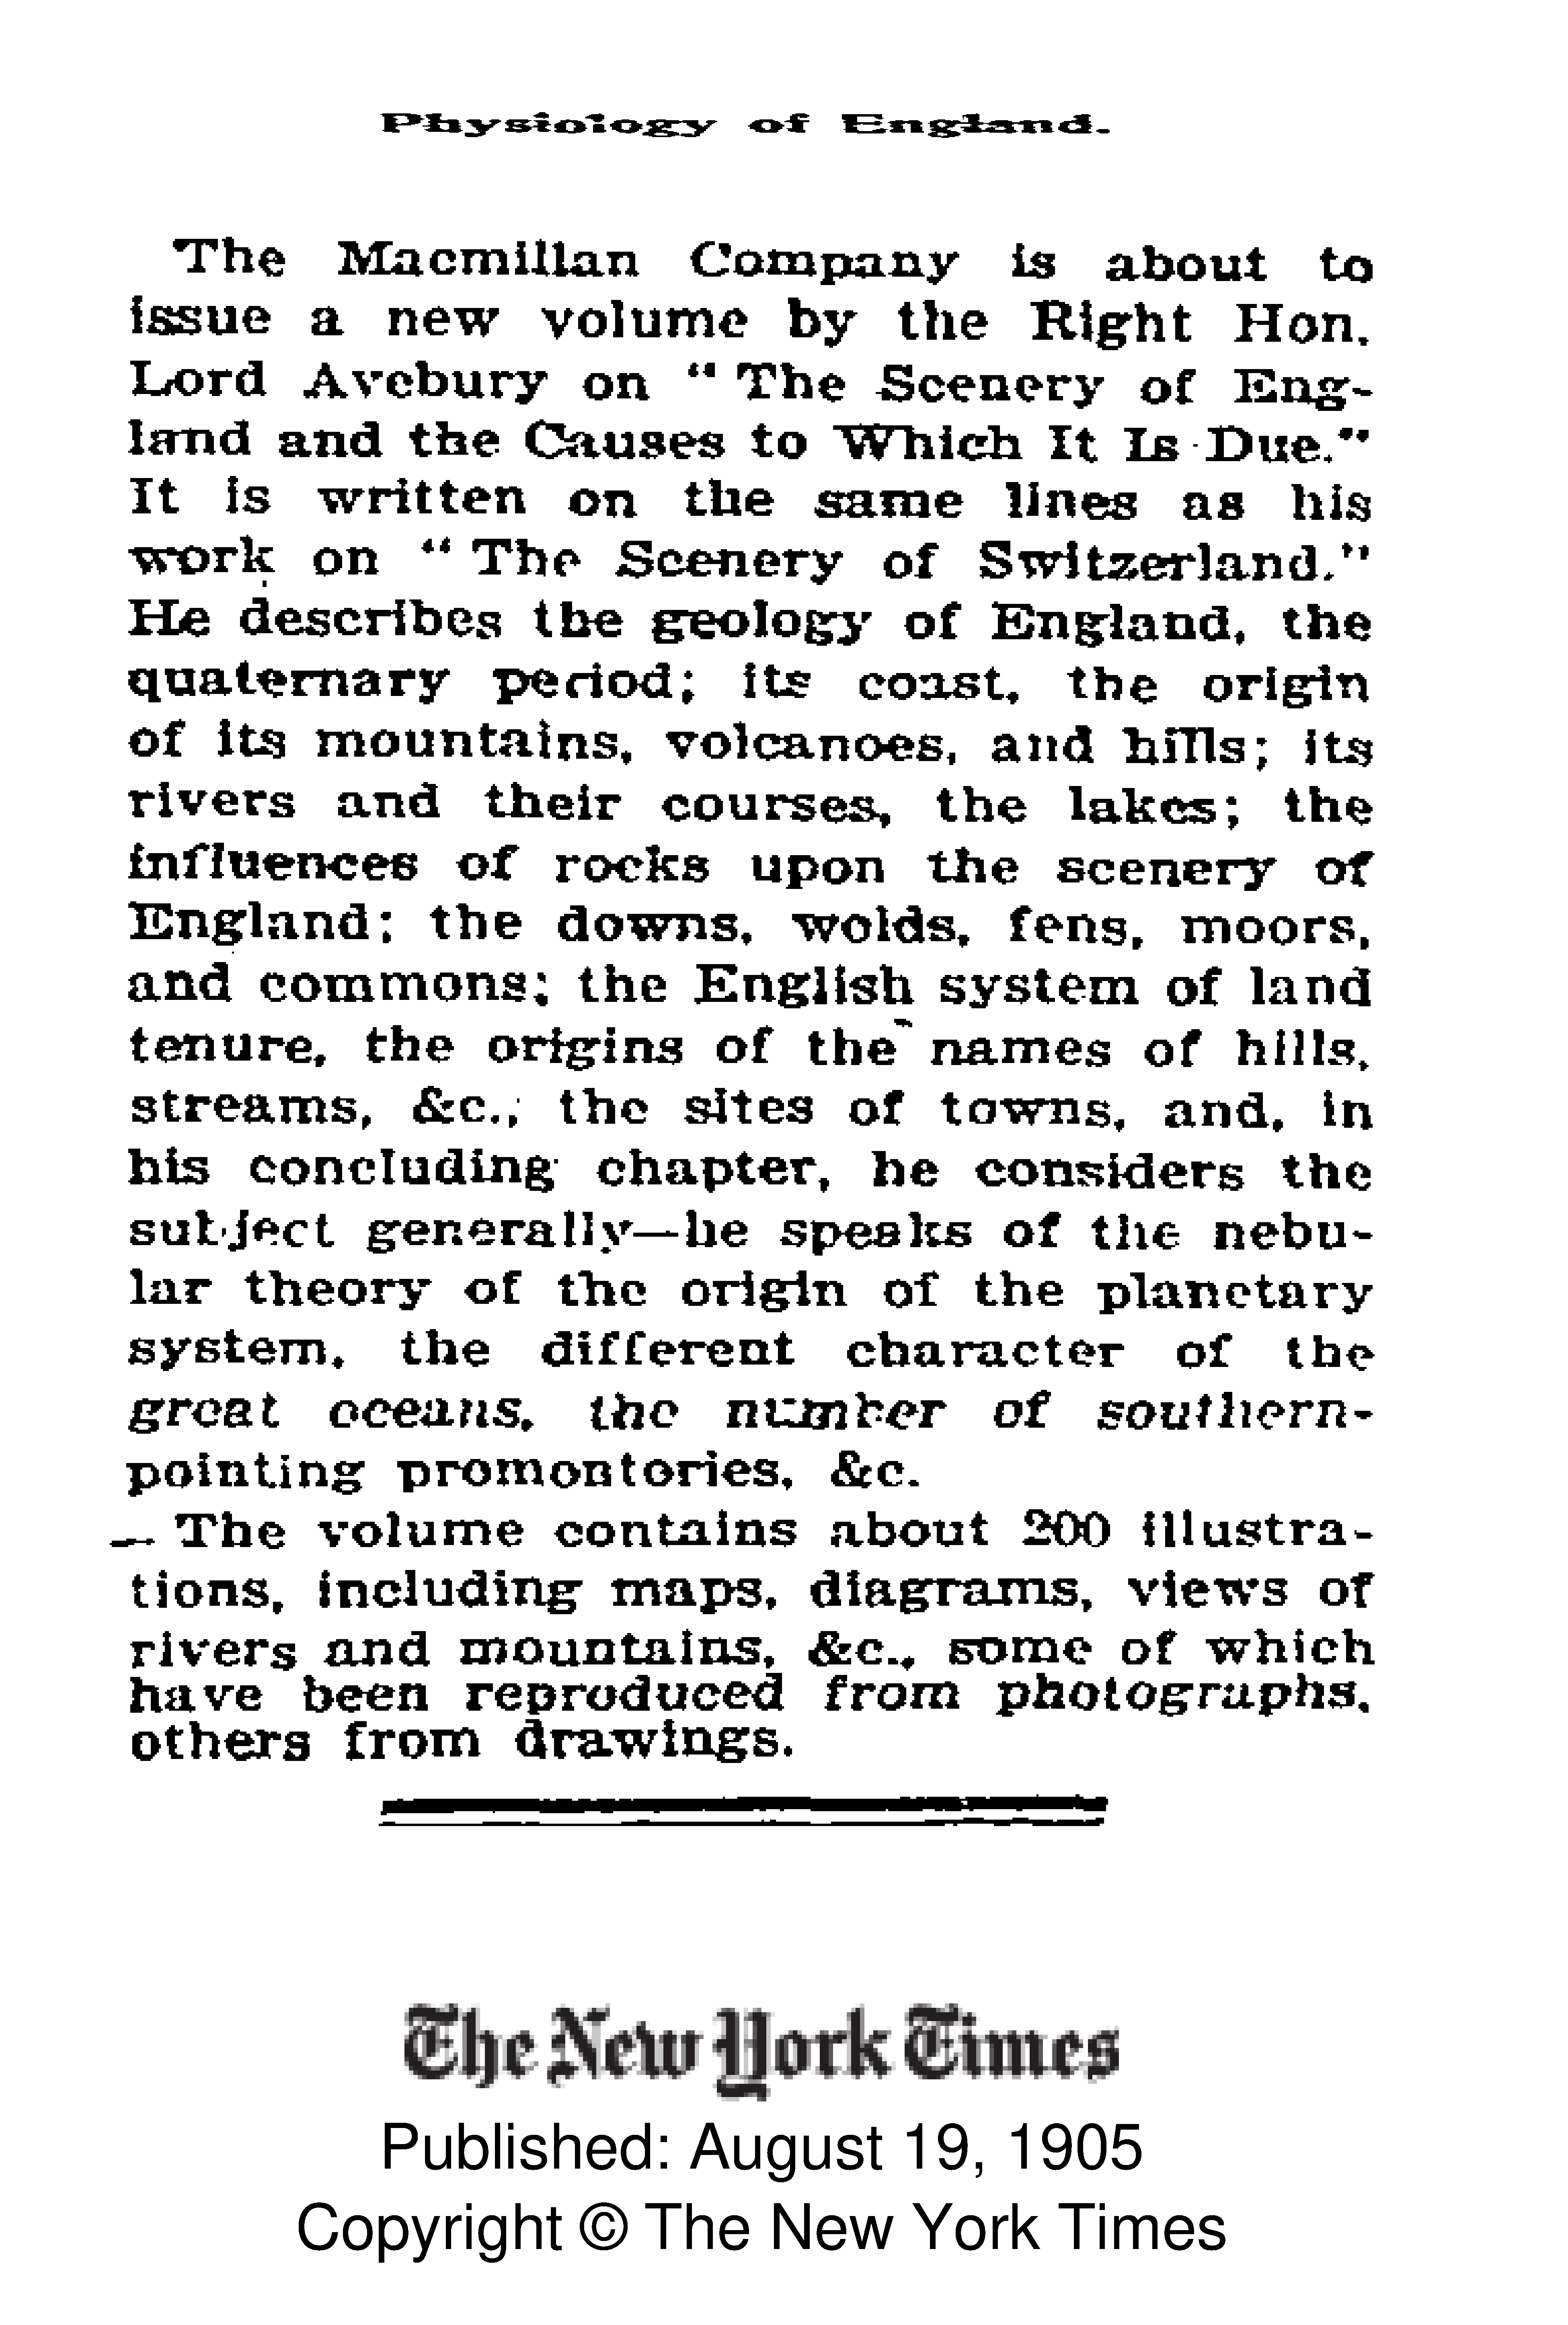 Physiology of England.
The Macmillan Company is about to
issue a new volume by the Right Hon.
Lord Avebury on "The Scenery of Eng-
land and the Causes to Which It Is Due."
It is written on the same lines as his
work on "The Scenery of Switzerland."
He describes the geology of England, the
quaternary period; its coast, the origin
of its mountains, volcanoes, and hills; its
rivers and their courses, the lakes; the
influences of rocks upon the scenery of
England; the downs, wolds, fens, moors,
and commons; the English system of land
tenure, the origins of the names of hills,
streams, &c., the sites of towns, and, in
his concluding chapter, he considers the
subject generally—he speaks of the nebu-
lar theory of the origin of the planetary
system, the different character of the
great oceans, the number of southern-
pointing promontories, &c.
The volume contains about 200 illustra-
tions, including maps, diagrams, views of
rivers and mountains, &c., some of which
have been reproduced from photographs,
others from drawings.
The New York Times
Published: August 19, 1905
Copyright © The New York Times